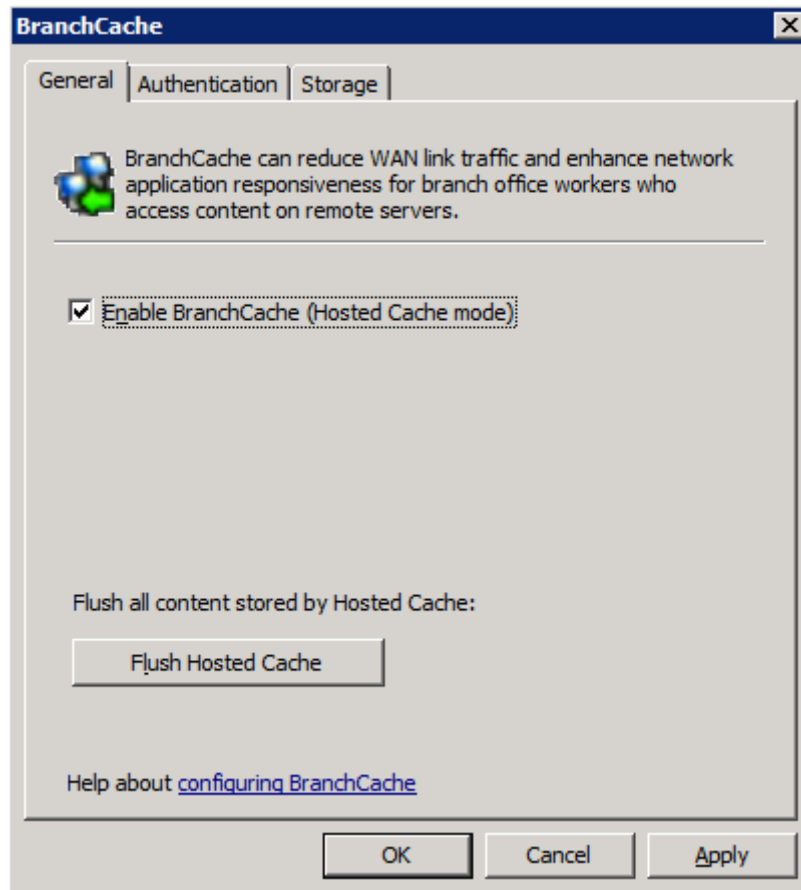 BranchCache
General Authentication Storage
BranchCache can reduce WAN link traffic and enhance network
application responsiveness for branch office workers who
access content on remote servers.
Enable BranchCache (Hosted Cache mode)
Flush all content stored by Hosted Cache:
Flush Hosted Cache
Help about configuring BranchCache
OK Cancel Apply